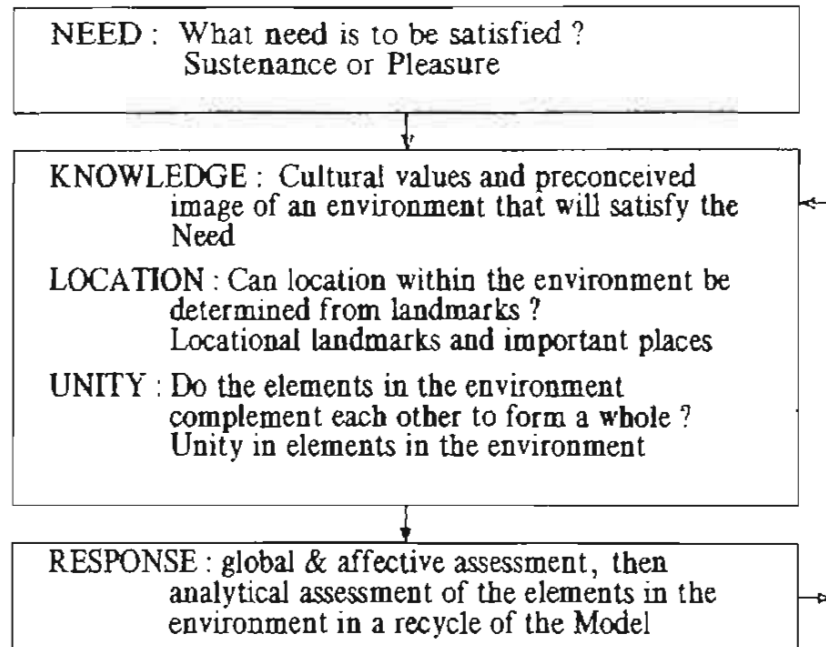 NEED : What need is to be satisfied ?
Sustenance or Pleasure
KNOWLEDGE : Cultural values and preconceived
image of an environment that will satisfy the
Need
LOCATION : Can location within the environment be
determined from landmarks ?
Locational landmarks and important places
UNITY : Do the elements in the environment
complement each other to form a whole ?
Unity in elements in the environment
RESPONSE : global & affective assessment, then
analytical assessment of the elements in the
environment in a recycle of the Model